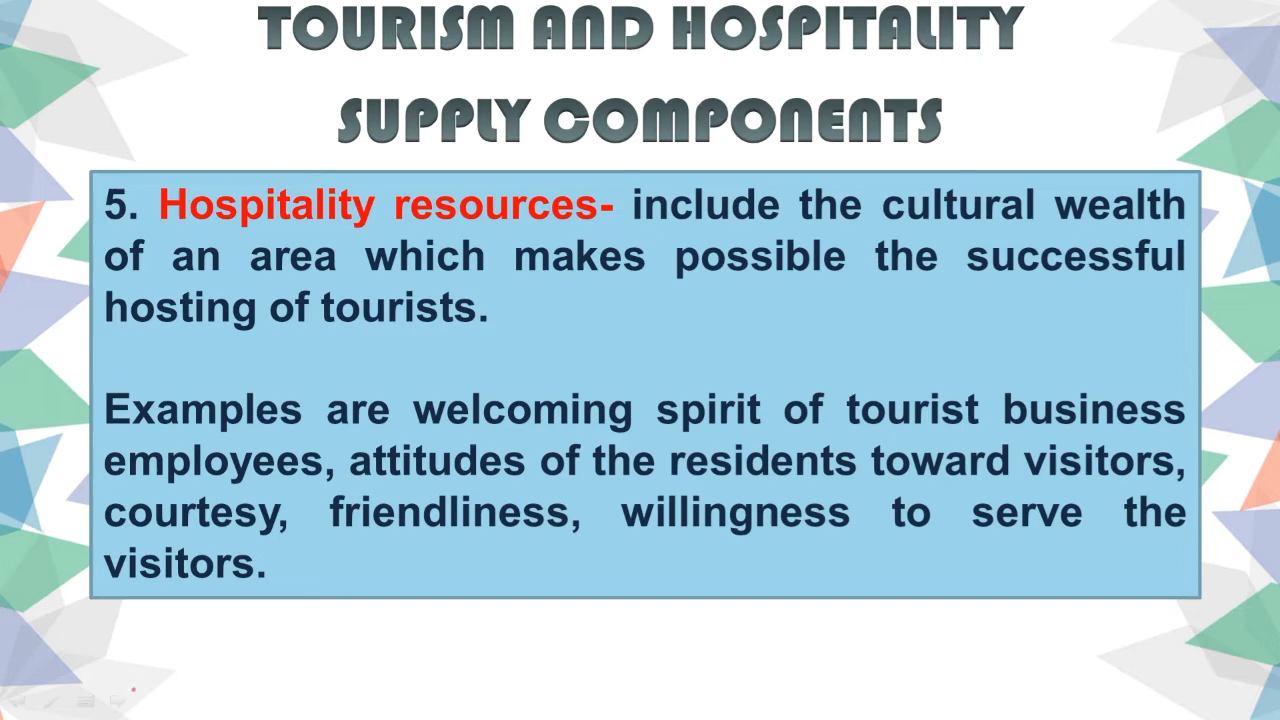 TOURISM AND HOSPITALITY
SUPPLY COMPONENTS
5. Hospitality resources- include the cultural wealth
of an area which makes possible the successful
hosting of tourists.
Examples are welcoming spirit of tourist business
employees, attitudes of the residents toward visitors,
courtesy, friendliness, willingness to serve the
visitors.